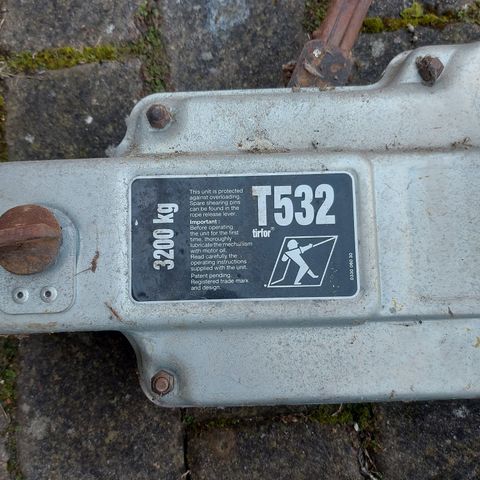 3200 kg
This unit is protected
against overloading.
Spare shearing pins
can be found in the
rope release lever.
Important :
Before operating
the unit for the first
time, thoroughly
lubricate the mechanism
with motor oil.
Read carefully the
operating instructions
supplied with the unit.
Patent pending.
Registered trade mark
and design.
T532
tirfor®